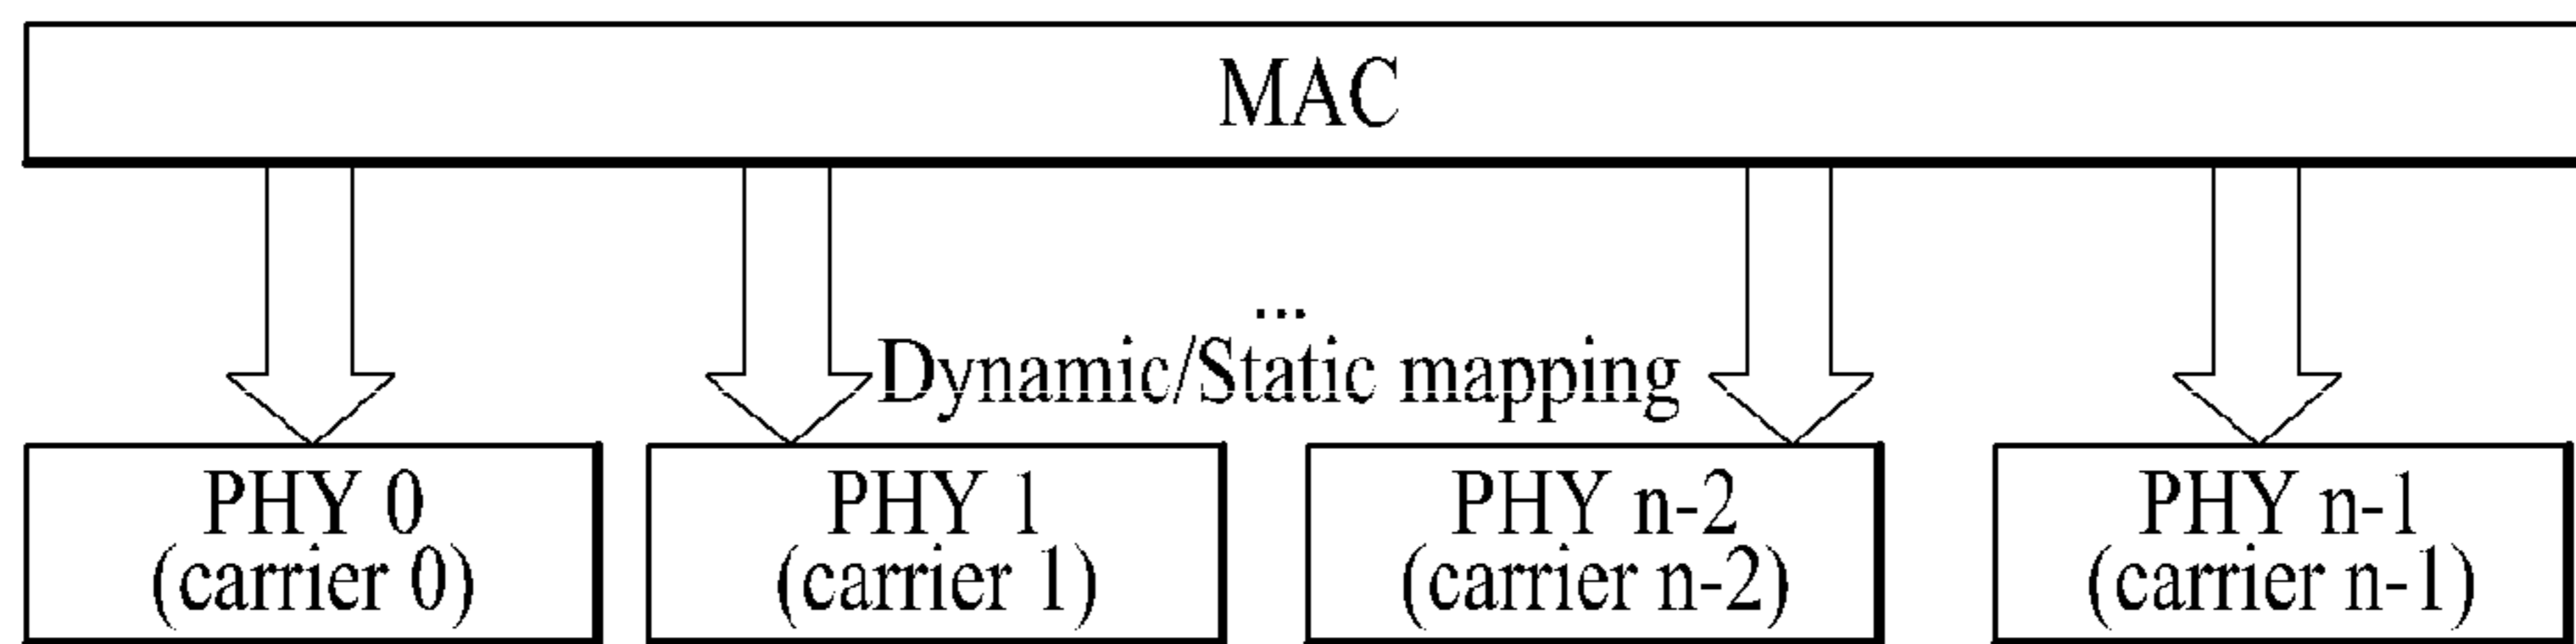 MAC
...
Dynamic/Static mapping
PHY 0
(carrier 0)
PHY 1
(carrier 1)
PHY n-2
(carrier n-2)
PHY n-1
(carrier n-1)